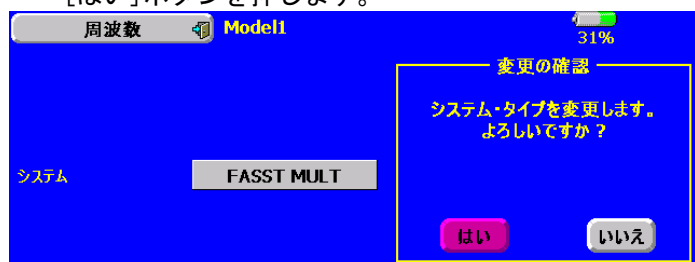 [はい]ボタンを押します。
周波数 Model1
31%
変更の確認
システム・タイプを変更します。
よろしいですか？
システム FASST MULT
はい いいえ